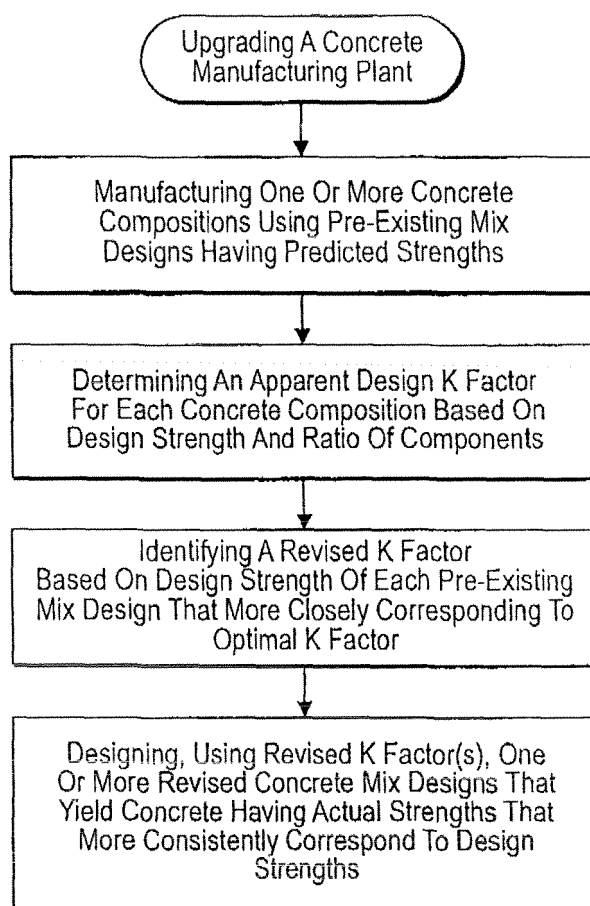 Upgrading A Concrete
Manufacturing Plant
Manufacturing One Or More Concrete
Compositions Using Pre-Existing Mix
Designs Having Predicted Strengths
Determining An Apparent Design K Factor
For Each Concrete Composition Based On
Design Strength And Ratio Of Components
Identifying A Revised K Factor
Based On Design Strength Of Each Pre-Existing
Mix Design That More Closely Corresponding To
Optimal K Factor
Designing, Using Revised K Factor(s), One
Or More Revised Concrete Mix Designs That
Yield Concrete Having Actual Strengths That
More Consistently Correspond To Design
Strengths